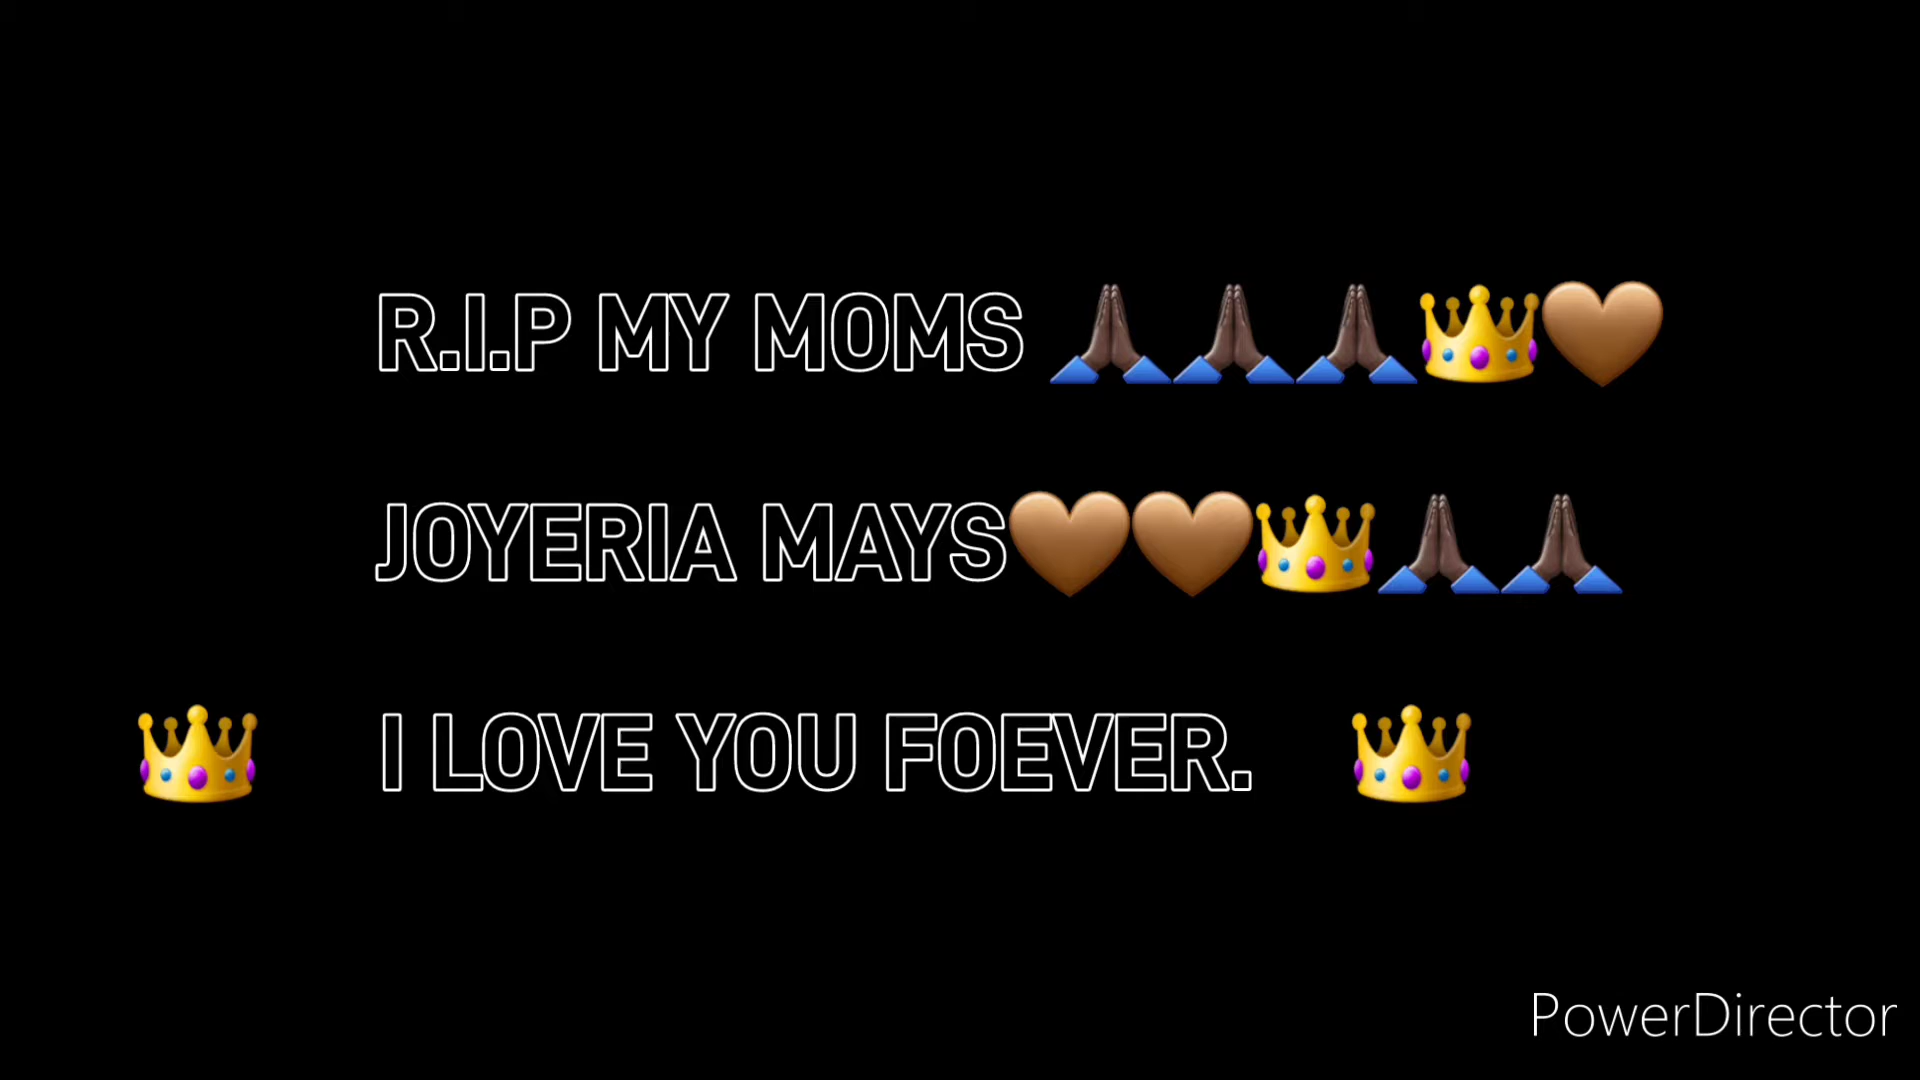 R.I.P MY MOMS 🙏🏿🙏🏿🙏🏿👑🤎
JOYERIA MAYS🤎🤎👑🙏🏿🙏🏿
👑 I LOVE YOU FOEVER. 👑
PowerDirector